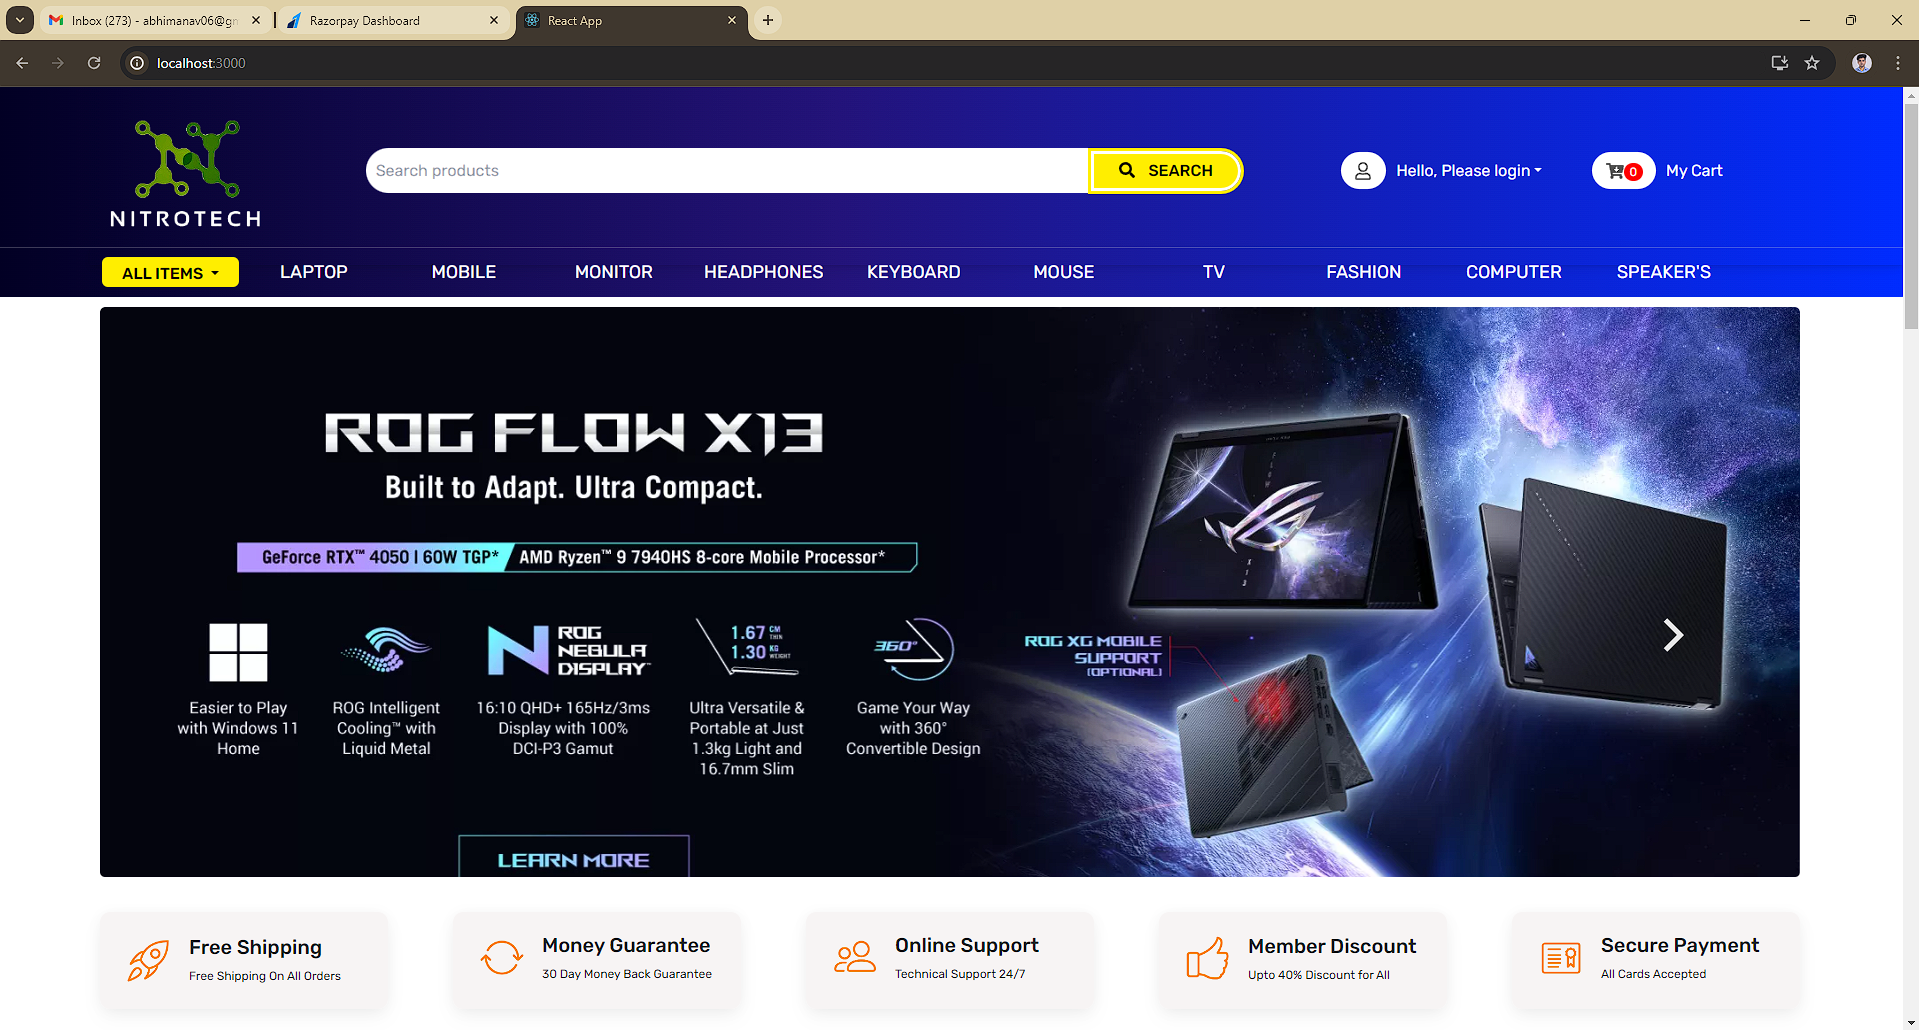 Inbox (273) - abhimanav06@gn
Razorpay Dashboard
React App
localhost:3000
NITROTECH
Search products
SEARCH
Hello, Please login
0
My Cart
ALL ITEMS
LAPTOP
MOBILE
MONITOR
HEADPHONES
KEYBOARD
MOUSE
TV
FASHION
COMPUTER
SPEAKER'S
ROG FLOW X13
Built to Adapt. Ultra Compact.
GeForce RTX™ 4050 I 60W TGP*
AMD Ryzen™ 9 7940HS 8-core Mobile Processor*
Easier to Play
with Windows 11
Home
ROG Intelligent
Cooling™ with
Liquid Metal
ROG
NEBULA
DISPLAY™
16:10 QHD+ 165Hz/3ms
Display with 100%
DCI-P3 Gamut
1.67 CM THIN
1.30 KG WEIGHT
Ultra Versatile &
Portable at Just
1.3kg Light and
16.7mm Slim
360°
Game Your Way
with 360°
Convertible Design
ROG XG MOBILE
SUPPORT
(OPTIONAL)
LEARN MORE
Free Shipping
Free Shipping On All Orders
Money Guarantee
30 Day Money Back Guarantee
Online Support
Technical Support 24/7
Member Discount
Upto 40% Discount for All
Secure Payment
All Cards Accepted